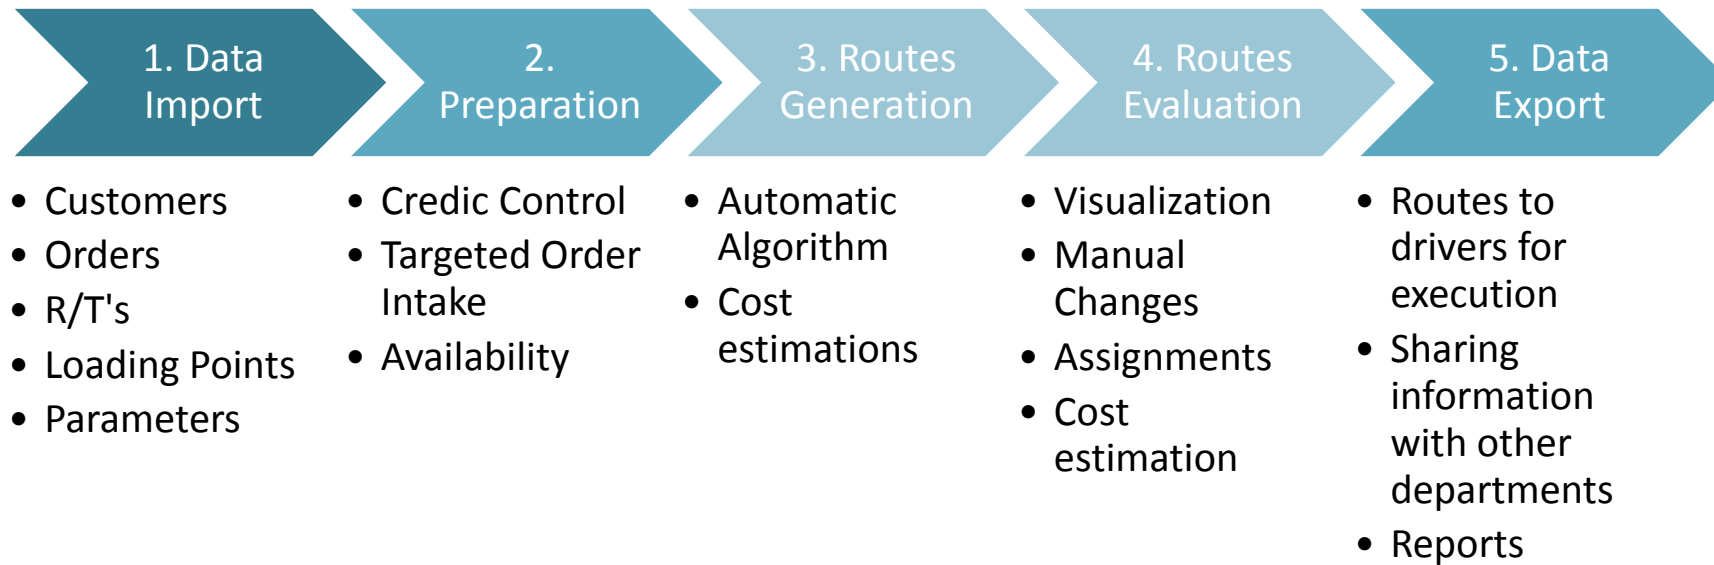 1. Data
Import
2.
Preparation
3. Routes
Generation
4. Routes
Evaluation
5. Data
Export
• Customers
• Orders
• R/T's
• Loading Points
• Parameters
• Credic Control
• Targeted Order
Intake
• Availability
• Automatic
Algorithm
• Cost
estimations
• Visualization
• Manual
Changes
• Assignments
• Cost
estimation
• Routes to
drivers for
execution
• Sharing
information
with other
departments
• Reports